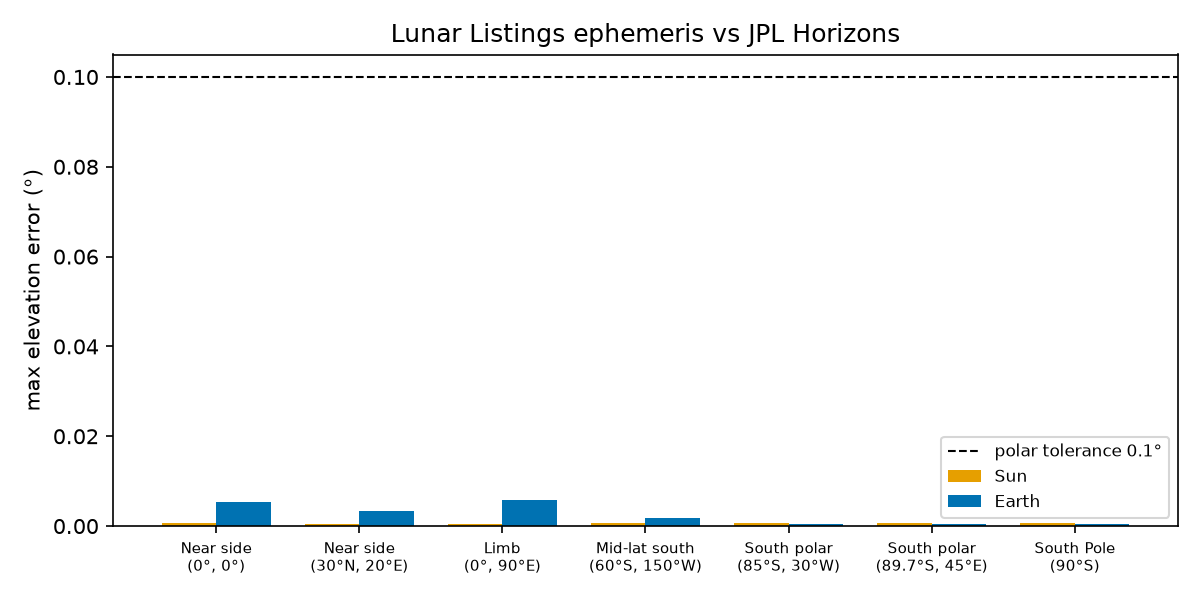 Lunar Listings ephemeris vs JPL Horizons
max elevation error (°)
0.10
0.08
0.06
0.04
0.02
0.00
polar tolerance 0.1°
Sun
Earth
Near side
(0°, 0°)
Near side
(30°N, 20°E)
Limb
(0°, 90°E)
Mid-lat south
(60°S, 150°W)
South polar
(85°S, 30°W)
South polar
(89.7°S, 45°E)
South Pole
(90°S)